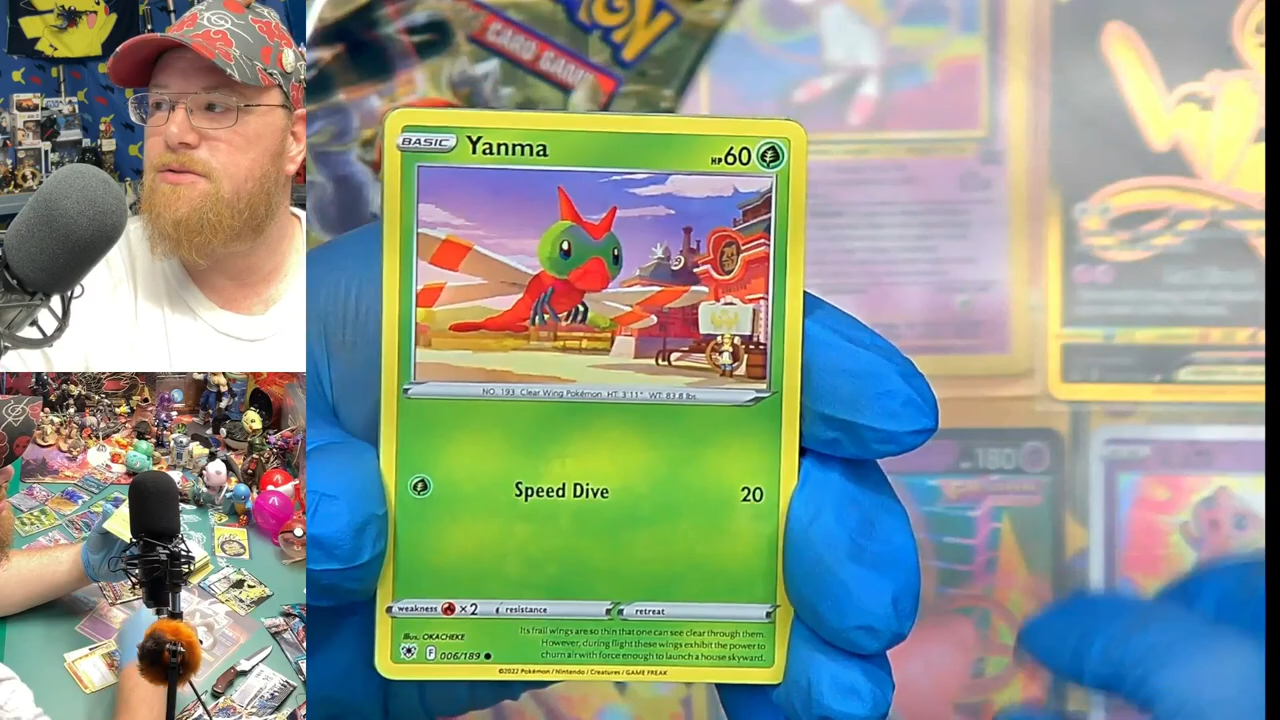 CARD GAME
BASIC Yanma HP 60
NO. 193 Clear Wing Pokémon HT: 3'11" WT: 83.8 lbs.
Speed Dive 20
weakness ×2 resistance retreat
Illus. OKACHEKE
Its frail wings are so thin that one can see clear through them.
However, during flight these wings exhibit the power to
churn air with force enough to launch a house skyward.
F 006/189
©2022 Pokémon / Nintendo / Creatures / GAME FREAK
180